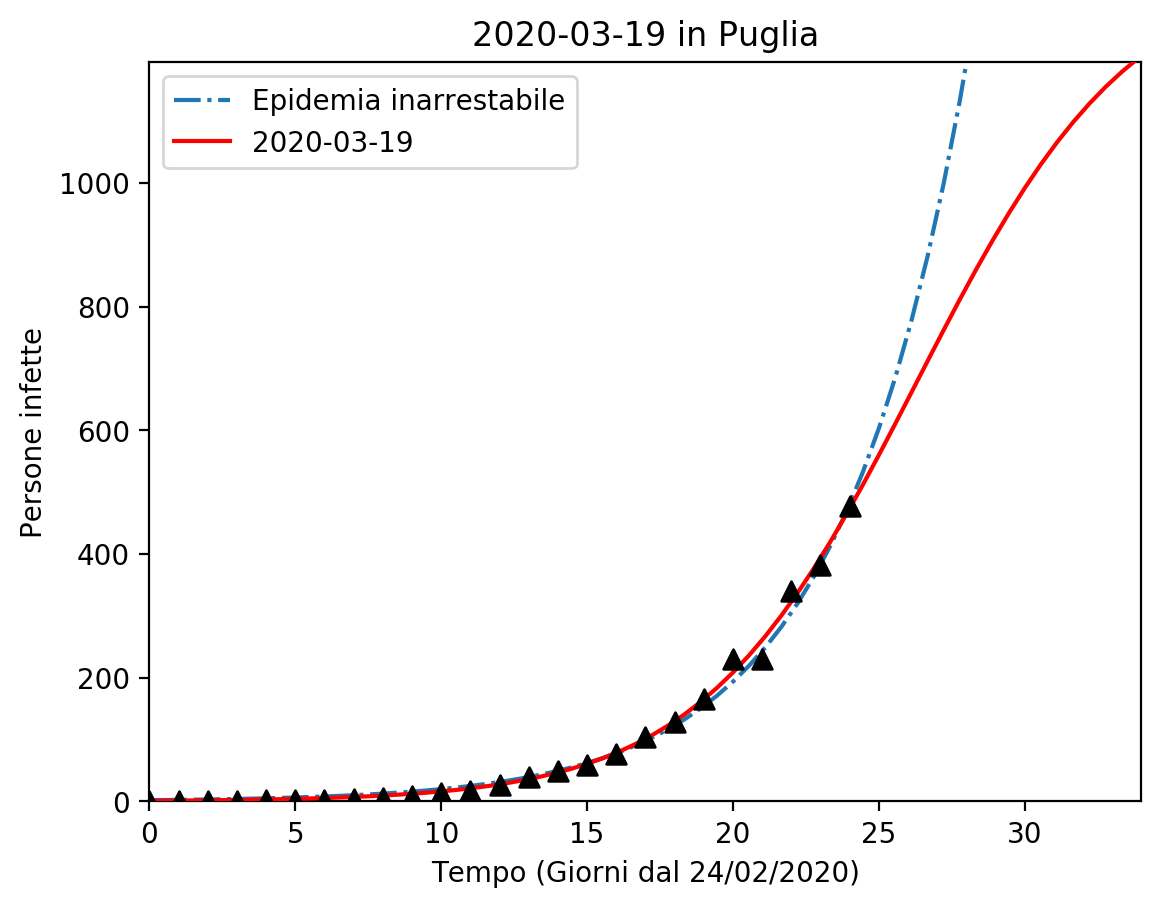 2020-03-19 in Puglia
Epidemia inarrestabile
2020-03-19
1000
800
600
400
200
0
Persone infette
0 5 10 15 20 25 30
Tempo (Giorni dal 24/02/2020)